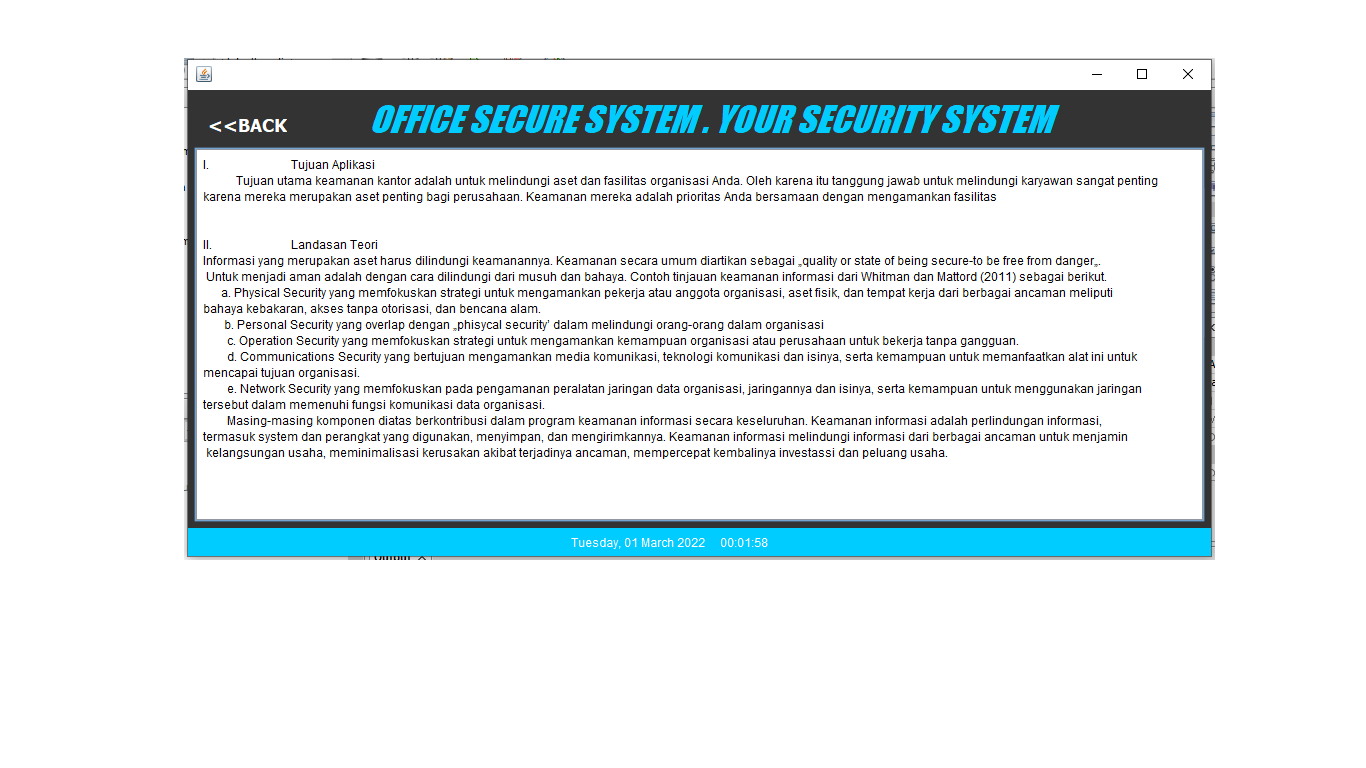 <<BACK
OFFICE SECURE SYSTEM . YOUR SECURITY SYSTEM
I. Tujuan Aplikasi
Tujuan utama keamanan kantor adalah untuk melindungi aset dan fasilitas organisasi Anda. Oleh karena itu tanggung jawab untuk melindungi karyawan sangat penting
karena mereka merupakan aset penting bagi perusahaan. Keamanan mereka adalah prioritas Anda bersamaan dengan mengamankan fasilitas
II. Landasan Teori
Informasi yang merupakan aset harus dilindungi keamanannya. Keamanan secara umum diartikan sebagai „quality or state of being secure-to be free from danger„.
Untuk menjadi aman adalah dengan cara dilindungi dari musuh dan bahaya. Contoh tinjauan keamanan informasi dari Whitman dan Mattord (2011) sebagai berikut.
a. Physical Security yang memfokuskan strategi untuk mengamankan pekerja atau anggota organisasi, aset fisik, dan tempat kerja dari berbagai ancaman meliputi
bahaya kebakaran, akses tanpa otorisasi, dan bencana alam.
b. Personal Security yang overlap dengan „phisycal security’ dalam melindungi orang-orang dalam organisasi
c. Operation Security yang memfokuskan strategi untuk mengamankan kemampuan organisasi atau perusahaan untuk bekerja tanpa gangguan.
d. Communications Security yang bertujuan mengamankan media komunikasi, teknologi komunikasi dan isinya, serta kemampuan untuk memanfaatkan alat ini untuk
mencapai tujuan organisasi.
e. Network Security yang memfokuskan pada pengamanan peralatan jaringan data organisasi, jaringannya dan isinya, serta kemampuan untuk menggunakan jaringan
tersebut dalam memenuhi fungsi komunikasi data organisasi.
Masing-masing komponen diatas berkontribusi dalam program keamanan informasi secara keseluruhan. Keamanan informasi adalah perlindungan informasi,
termasuk system dan perangkat yang digunakan, menyimpan, dan mengirimkannya. Keamanan informasi melindungi informasi dari berbagai ancaman untuk menjamin
kelangsungan usaha, meminimalisasi kerusakan akibat terjadinya ancaman, mempercepat kembalinya investassi dan peluang usaha.
Tuesday, 01 March 2022 00:01:58